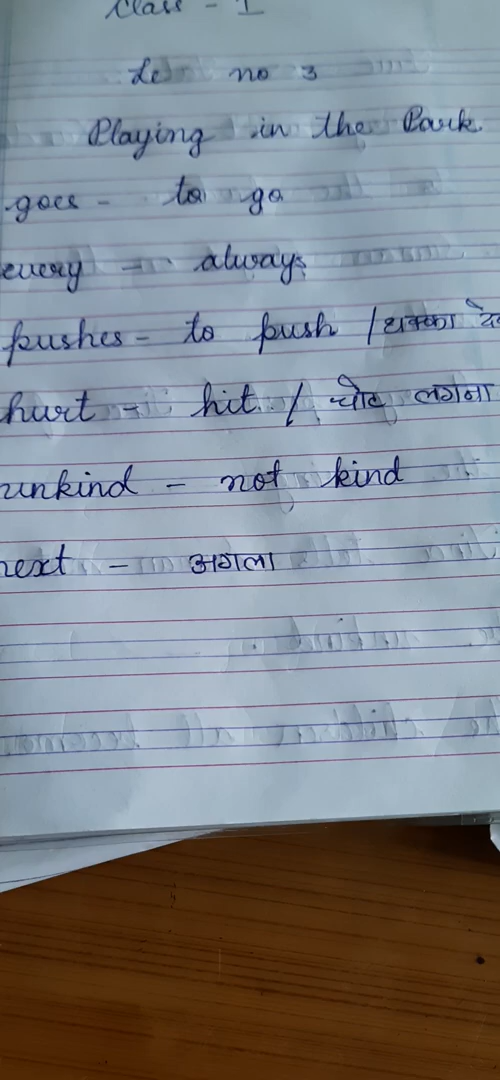 Class - I
Le no 3
Playing in the Park.
goes - to go
every - always
pushes - to push / धक्का
hurt - hit / चोट लगना
unkind - not kind
next - अगला